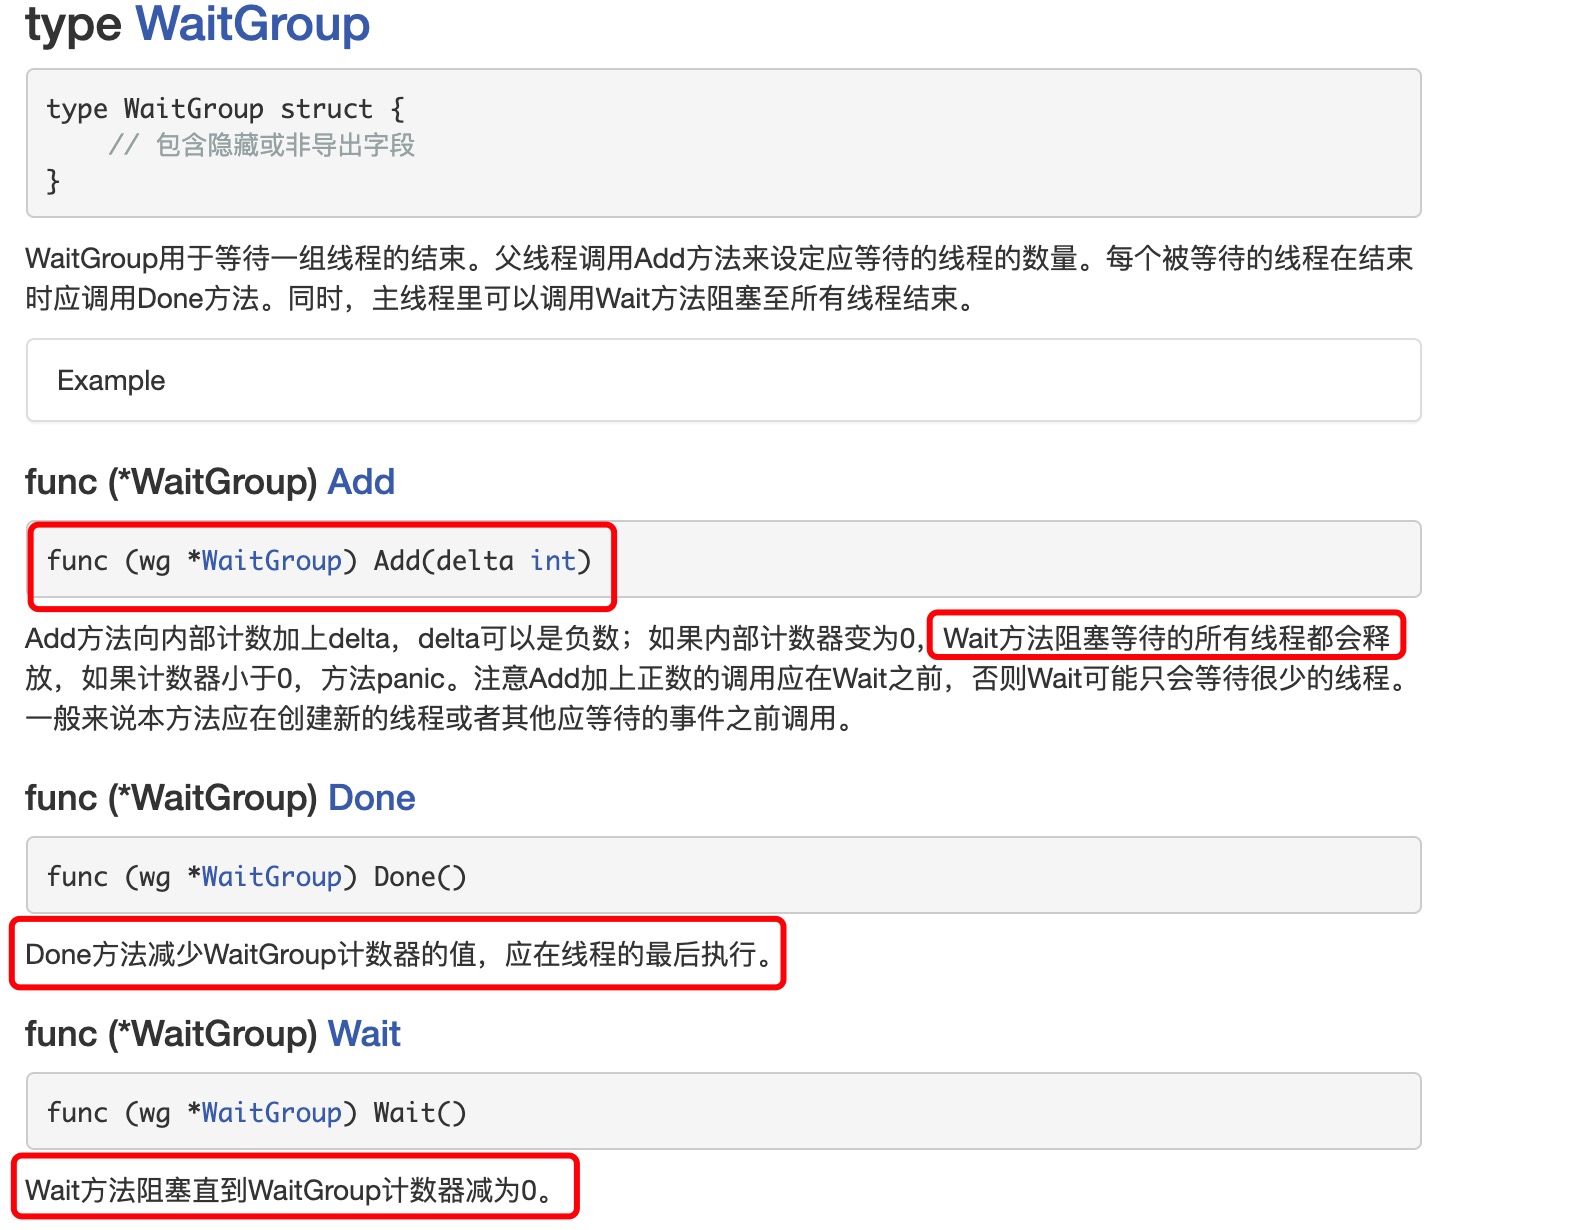 type WaitGroup
type WaitGroup struct {
// 包含隐藏或非导出字段
}
WaitGroup用于等待一组线程的结束。父线程调用Add方法来设定应等待的线程的数量。每个被等待的线程在结束
时应调用Done方法。同时，主线程里可以调用Wait方法阻塞至所有线程结束。
Example
func (*WaitGroup) Add
func (wg *WaitGroup) Add(delta int)
Add方法向内部计数加上delta，delta可以是负数；如果内部计数器变为0，Wait方法阻塞等待的所有线程都会释
放，如果计数器小于0，方法panic。注意Add加上正数的调用应在Wait之前，否则Wait可能只会等待很少的线程。
一般来说本方法应在创建新的线程或者其他应等待的事件之前调用。
func (*WaitGroup) Done
func (wg *WaitGroup) Done()
Done方法减少WaitGroup计数器的值，应在线程的最后执行。
func (*WaitGroup) Wait
func (wg *WaitGroup) Wait()
Wait方法阻塞直到WaitGroup计数器减为0。